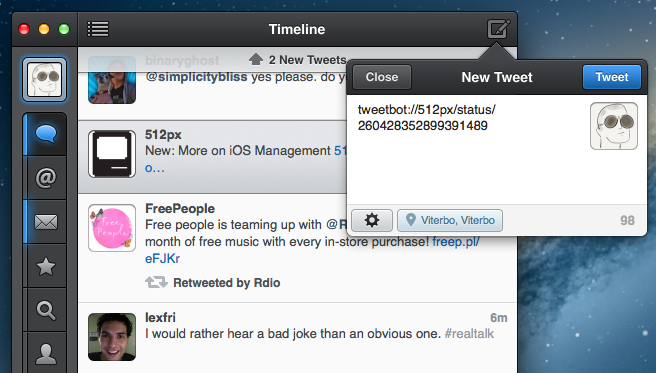 Timeline
binaryghost
2 New Tweets
@simplicitybliss yes please. do yo
512px
New: More on iOS Management 51
o…
FreePeople
Free people is teaming up with @R
month of free music with every in-store purchase! freep.pl/
eFJKr
Retweeted by Rdio
lexfri 6m
I would rather hear a bad joke than an obvious one. #realtalk
@
Close New Tweet Tweet
tweetbot://512px/status/
260428352899391489
Viterbo, Viterbo 98